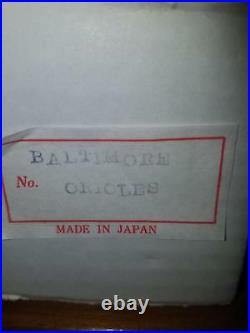 BALTIMORE
No. ORIOLES
MADE IN JAPAN